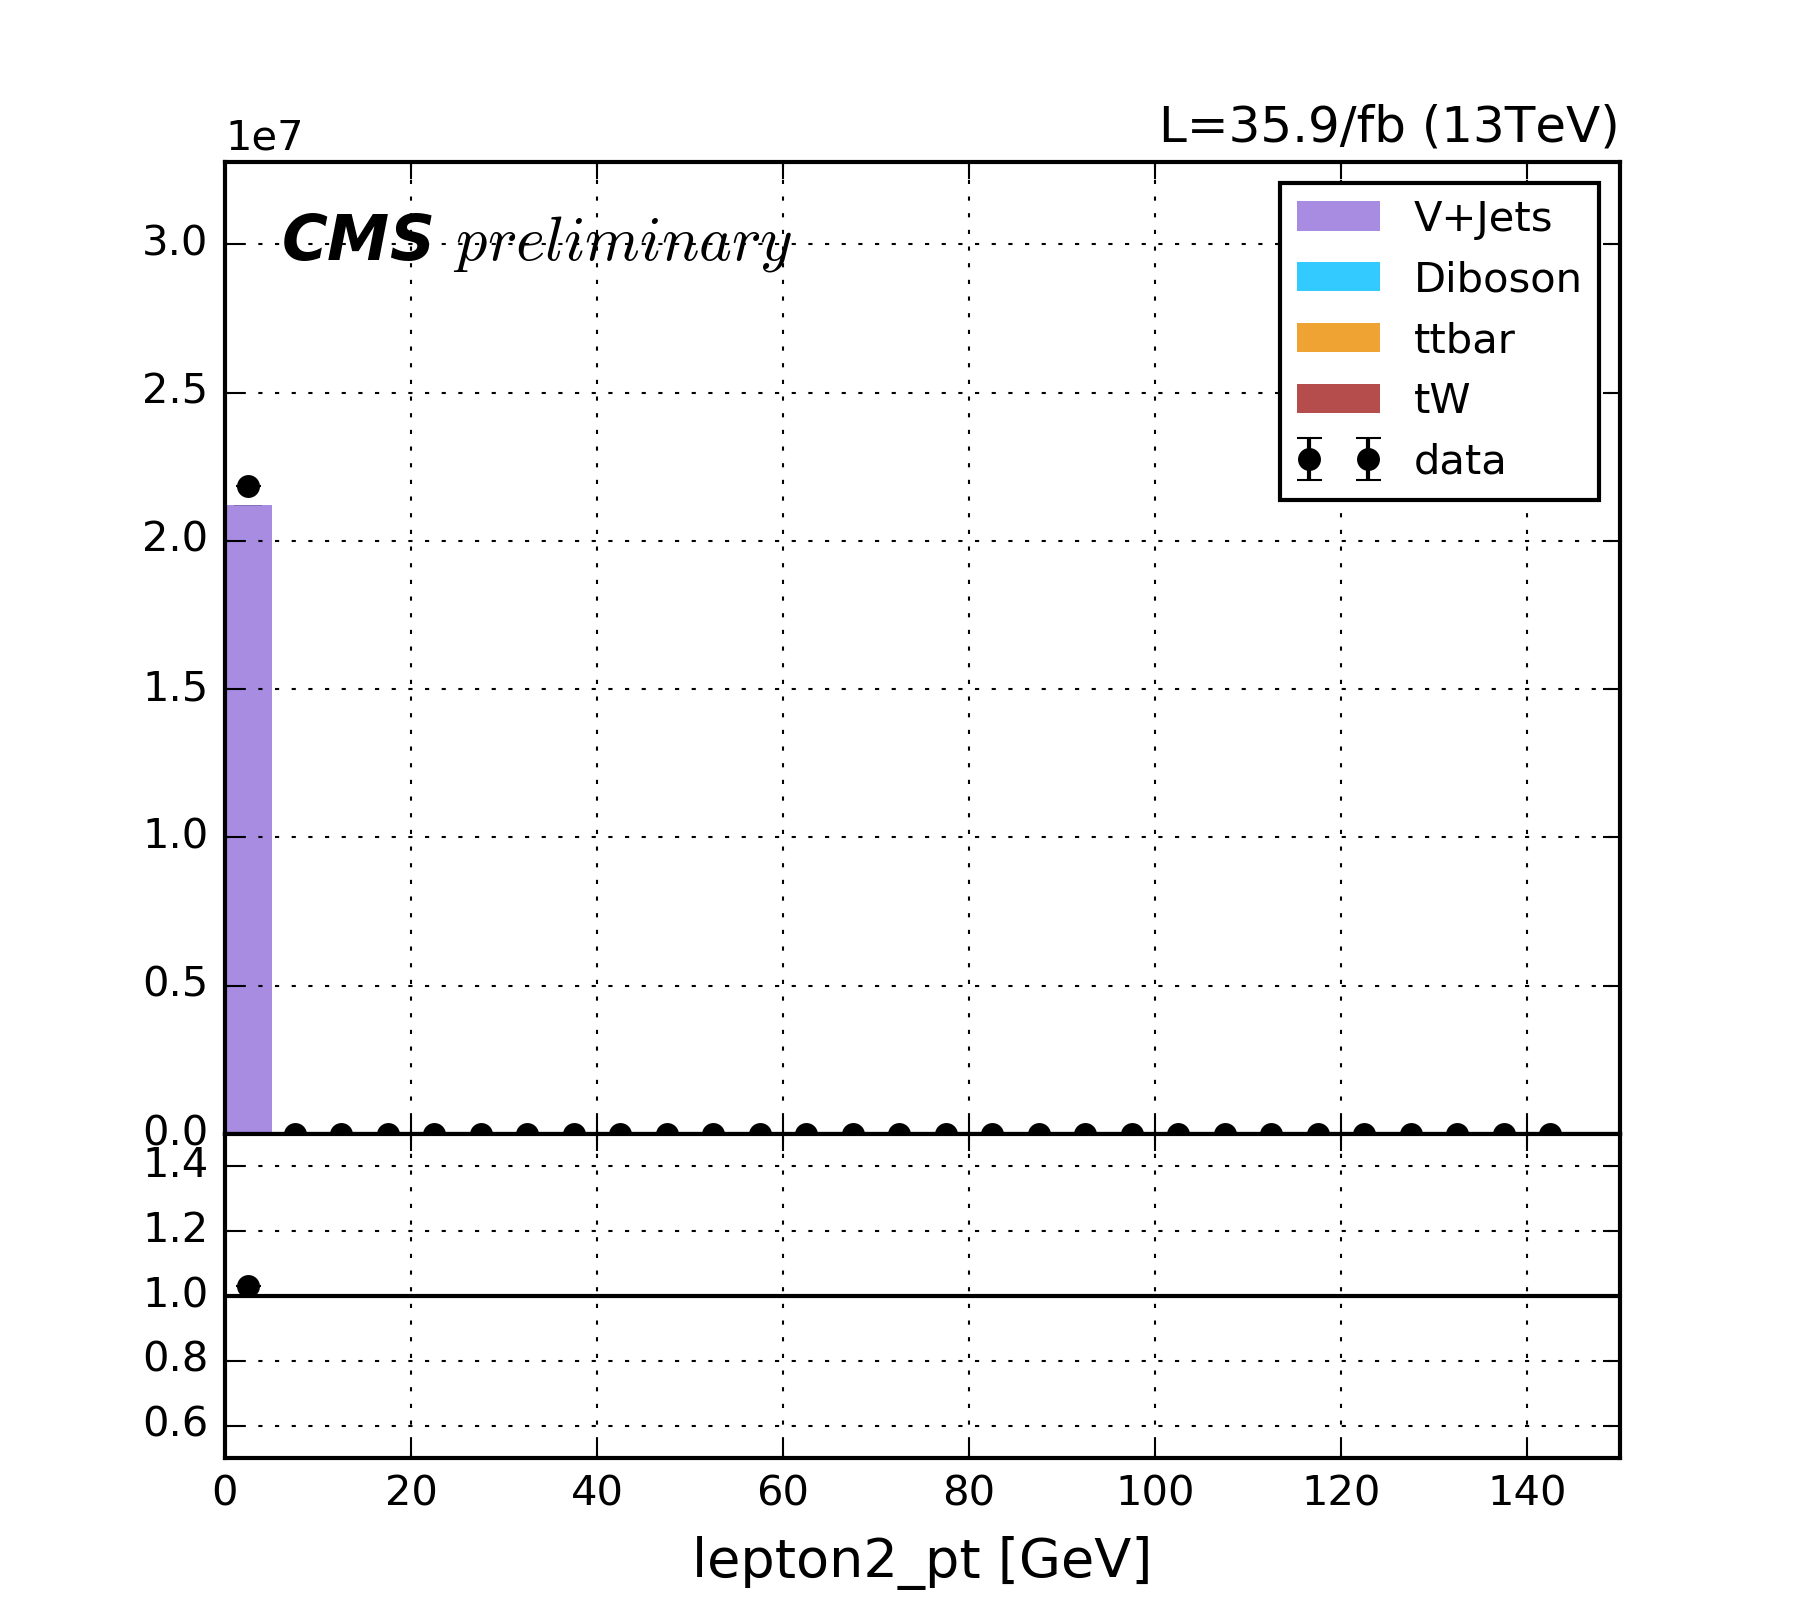 1e7
L=35.9/fb (13TeV)
CMS preliminary
V+Jets
Diboson
ttbar
tW
data
3.0
2.5
2.0
1.5
1.0
0.5
0.0
1.4
1.2
1.0
0.8
0.6
0 20 40 60 80 100 120 140
lepton2_pt [GeV]